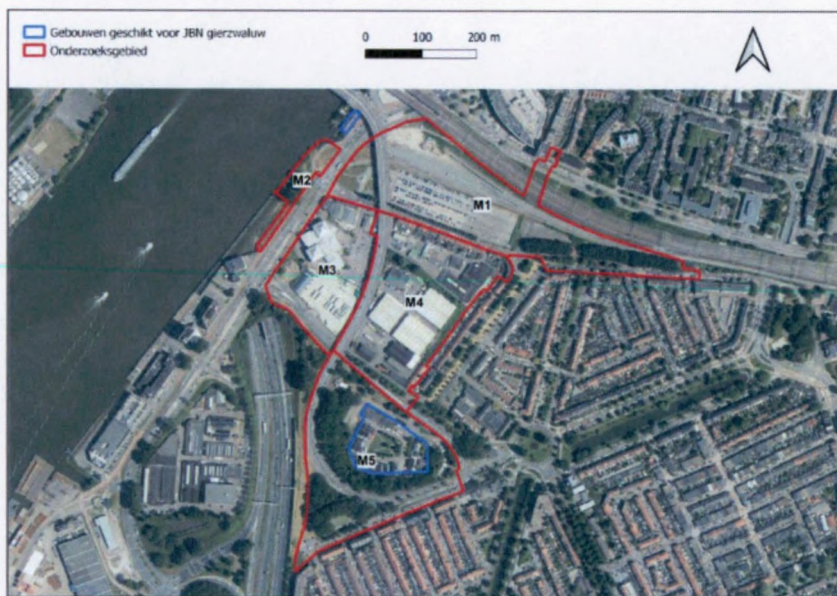 Gebouwen geschikt voor JBN gierzwaluw
Onderzoeksgebied
0 100 200 m
M2
M1
M3
M4
M5